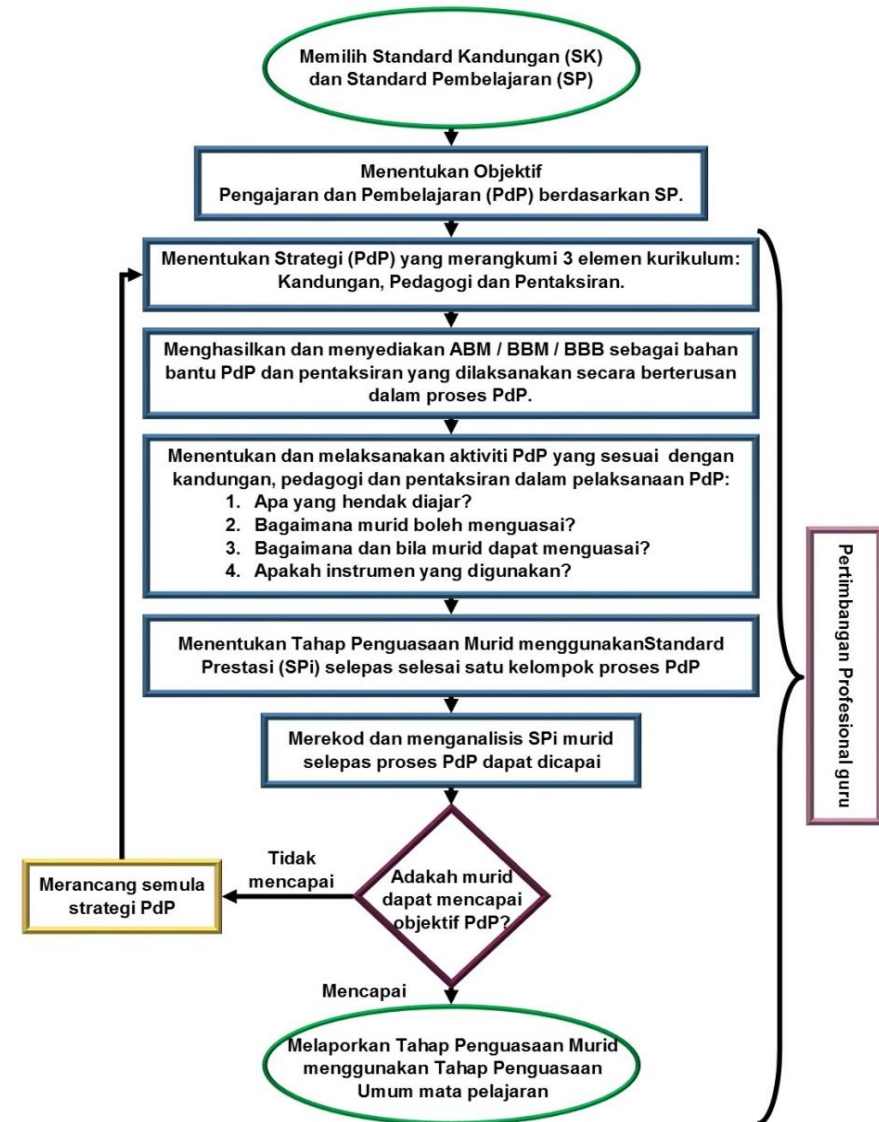 Memilih Standard Kandungan (SK)
dan Standard Pembelajaran (SP)
Menentukan Objektif
Pengajaran dan Pembelajaran (PdP) berdasarkan SP.
Menentukan Strategi (PdP) yang merangkumi 3 elemen kurikulum:
Kandungan, Pedagogi dan Pentaksiran.
Menghasilkan dan menyediakan ABM / BBM / BBB sebagai bahan
bantu PdP dan pentaksiran yang dilaksanakan secara berterusan
dalam proses PdP.
Menentukan dan melaksanakan aktiviti PdP yang sesuai dengan
kandungan, pedagogi dan pentaksiran dalam pelaksanaan PdP:
1. Apa yang hendak diajar?
2. Bagaimana murid boleh menguasai?
3. Bagaimana dan bila murid dapat menguasai?
4. Apakah instrumen yang digunakan?
Menentukan Tahap Penguasaan Murid menggunakanStandard
Prestasi (SPi) selepas selesai satu kelompok proses PdP
Merekod dan menganalisis SPi murid
selepas proses PdP dapat dicapai
Adakah murid
dapat mencapai
objektif PdP?
Tidak
mencapai
Merancang semula
strategi PdP
Mencapai
Melaporkan Tahap Penguasaan Murid
menggunakan Tahap Penguasaan
Umum mata pelajaran
Pertimbangan Profesional guru